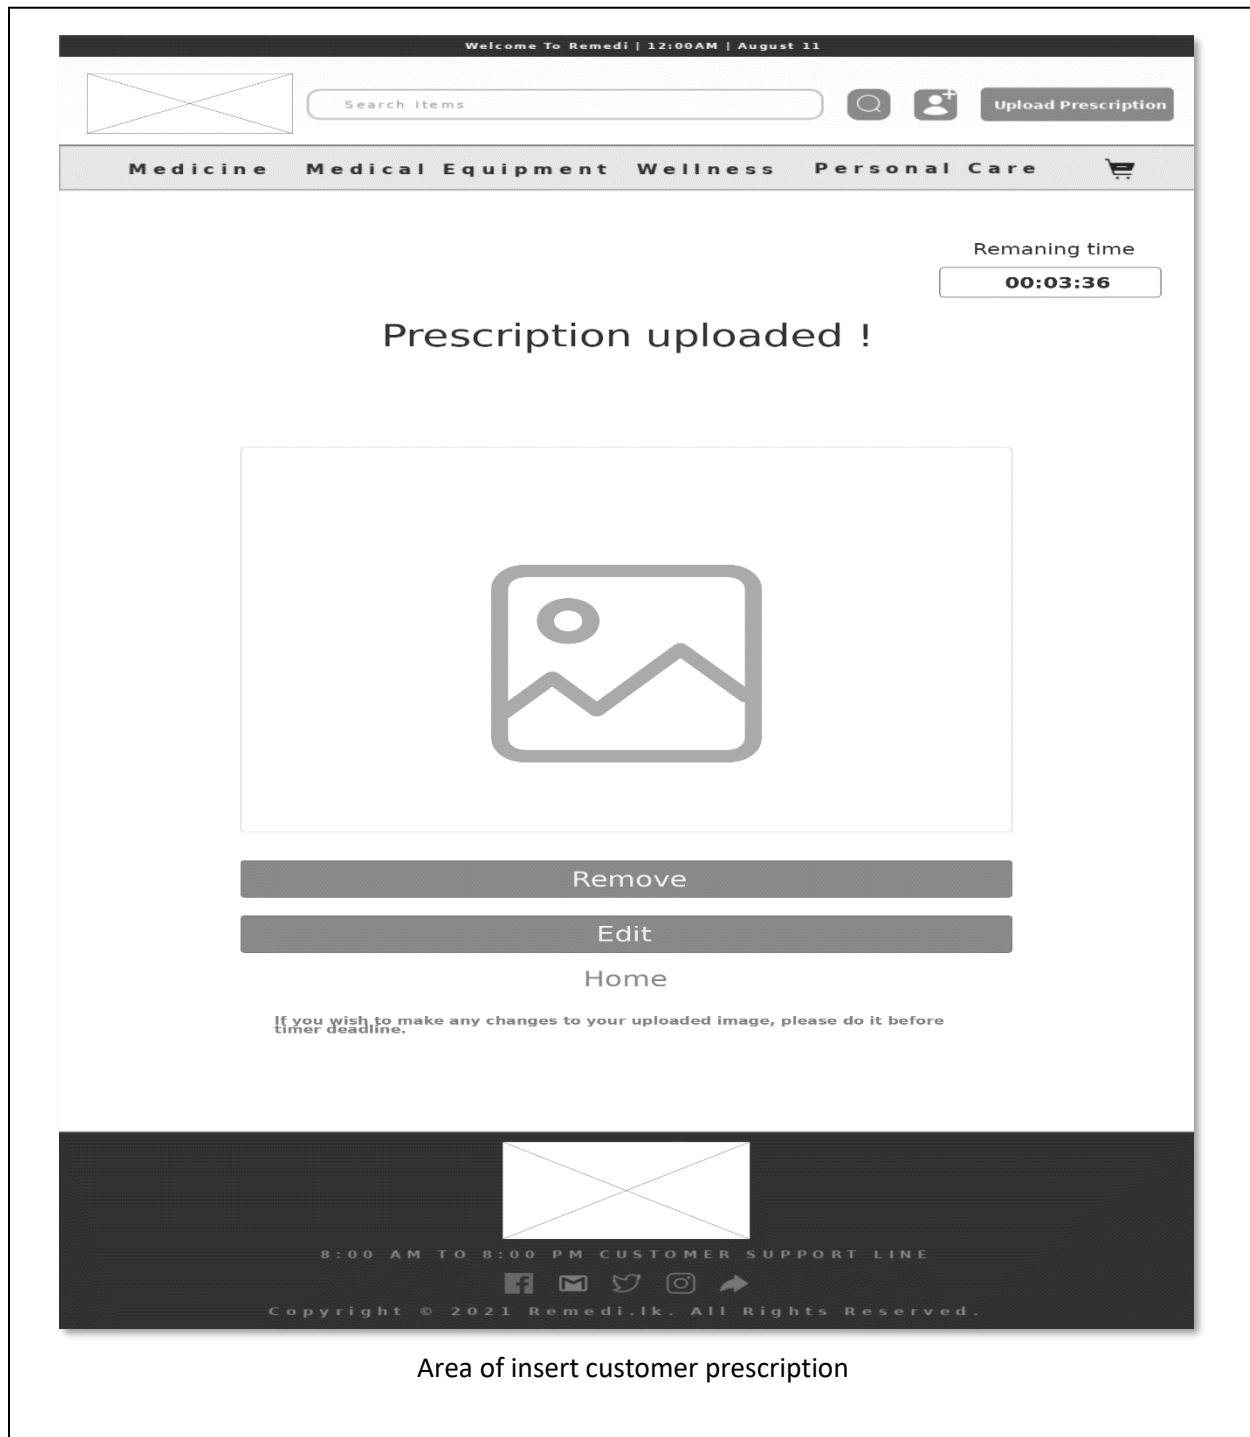 Welcome To Remedi | 12:00AM | August 11
Search Items
Upload Prescription
Medicine Medical Equipment Wellness Personal Care
Remaning time
00:03:36
Prescription uploaded !
Remove
Edit
Home
If you wish to make any changes to your uploaded image, please do it before
timer deadline.
8:00 AM TO 8:00 PM CUSTOMER SUPPORT LINE
Copyright © 2021 Remedi.lk. All Rights Reserved.
Area of insert customer prescription